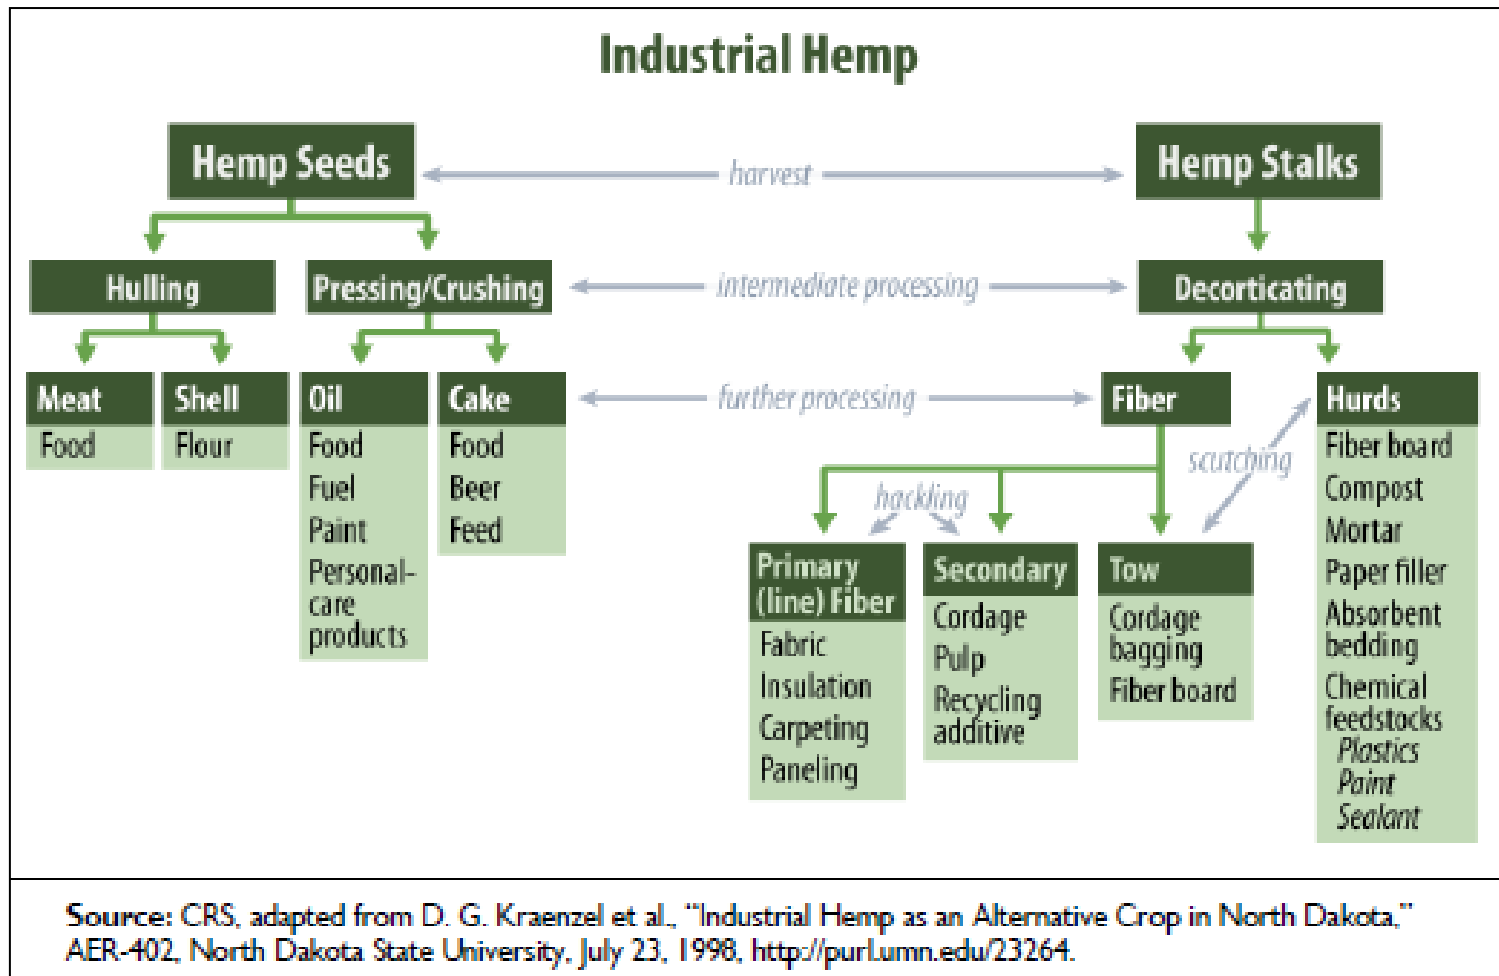 Industrial Hemp
Hemp Seeds
harvest
Hemp Stalks
Hulling
Pressing/Crushing
intermediate processing
Decorticating
Meat
Food
Shell
Flour
Oil
Food
Fuel
Paint
Personal-
care
products
Cake
Food
Beer
Feed
further processing
Fiber
scutching
hackling
Primary
(line) Fiber
Fabric
Insulation
Carpeting
Paneling
Secondary
Cordage
Pulp
Recycling
additive
Tow
Cordage
bagging
Fiber board
Hurds
Fiber board
Compost
Mortar
Paper filler
Absorbent
bedding
Chemical
feedstocks
Plastics
Paint
Sealant
Source: CRS, adapted from D. G. Kraenzel et al., “Industrial Hemp as an Alternative Crop in North Dakota,”
AER-402, North Dakota State University, July 23, 1998, http://purl.umn.edu/23264.